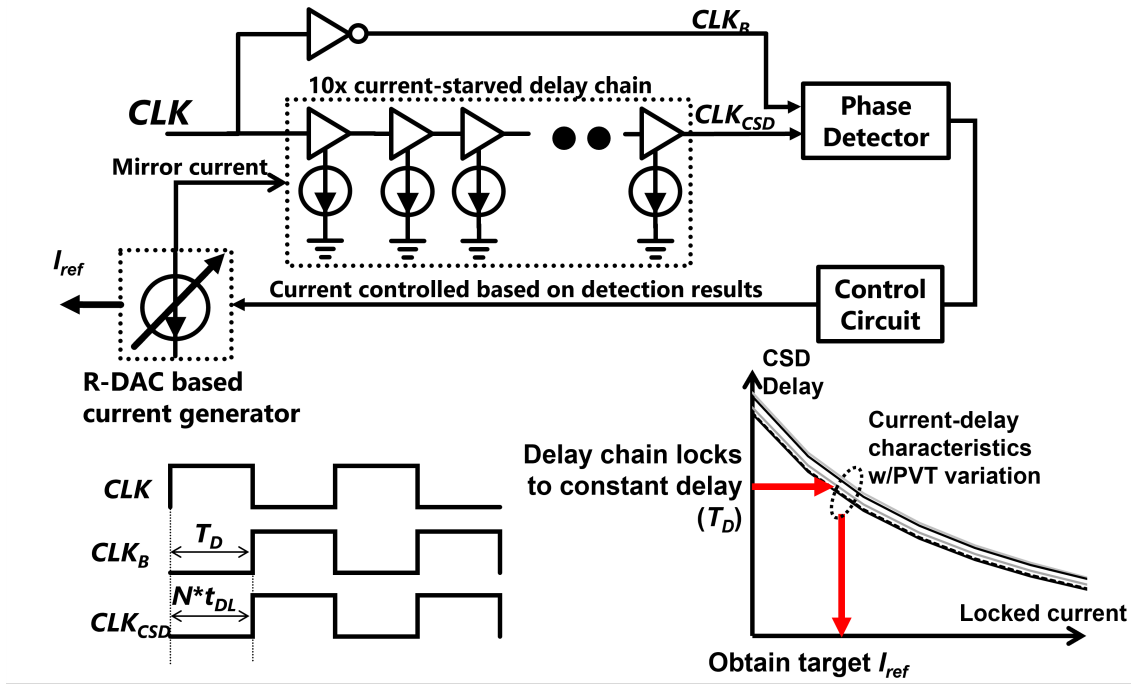 CLK_B
10x current-starved delay chain
CLK
CLK_CSD
Phase
Detector
Mirror current
I_ref
Current controlled based on detection results
Control
Circuit
R-DAC based
current generator
CSD
Delay
Current-delay
characteristics
w/PVT variation
Delay chain locks
to constant delay
(T_D)
Locked current
Obtain target I_ref
CLK
CLK_B
T_D
N*t_DL
CLK_CSD